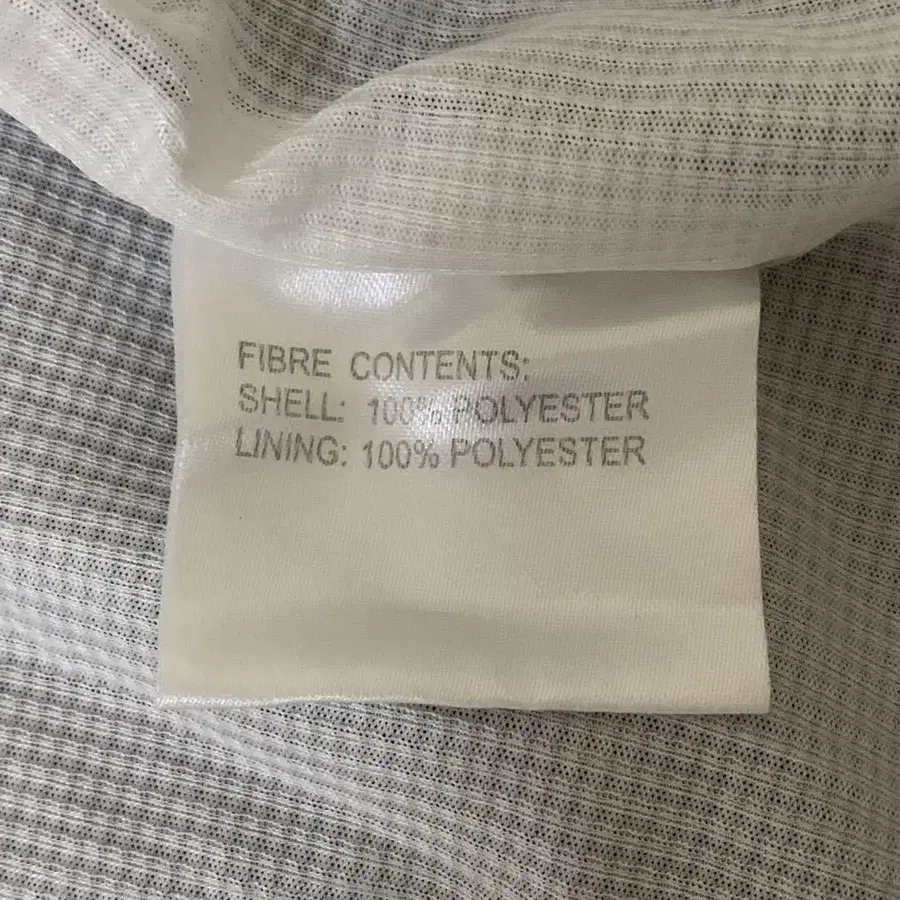 FIBRE CONTENTS:
SHELL: 100% POLYESTER
LINING: 100% POLYESTER